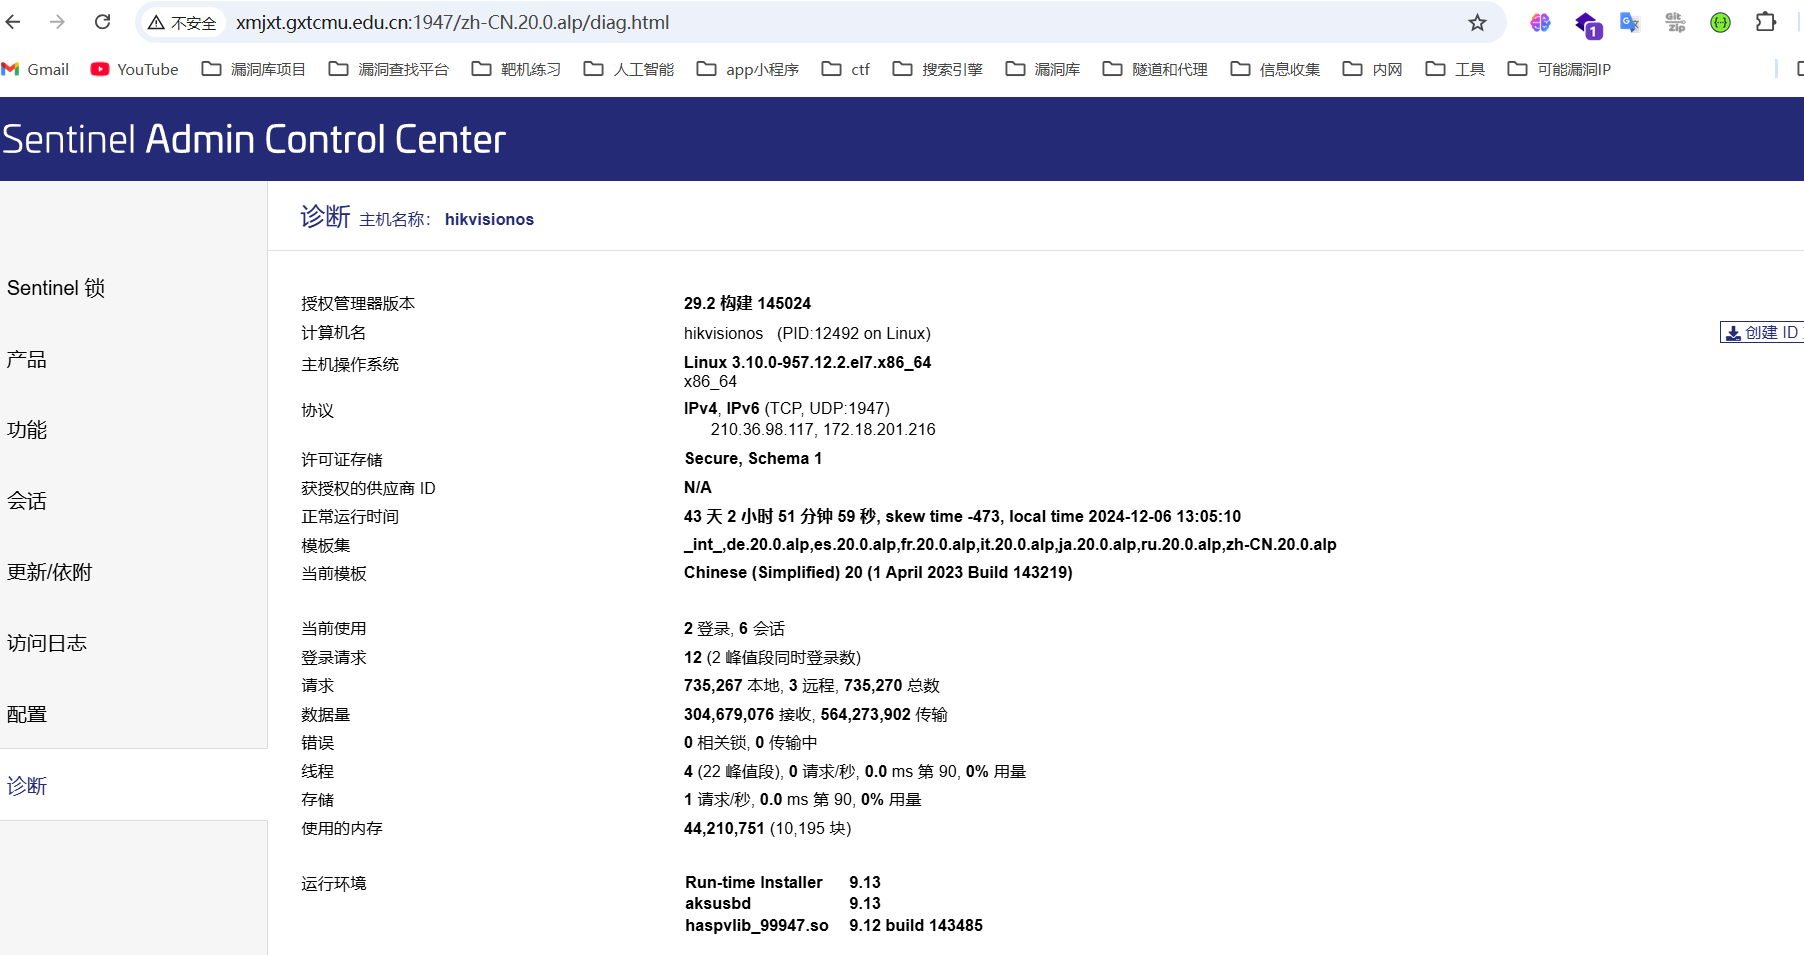 不安全 xmjxt.gxtcmu.edu.cn:1947/zh-CN.20.0.alp/diag.html
Gmail YouTube 漏洞库项目 漏洞查找平台 靶机练习 人工智能 app小程序 ctf 搜索引擎 漏洞库 隧道和代理 信息收集 内网 工具 可能漏洞IP
Sentinel Admin Control Center
诊断 主机名称： hikvisionos
Sentinel 锁
产品
功能
会话
更新/依附
访问日志
配置
诊断
授权管理器版本 29.2 构建 145024
计算机名 hikvisionos (PID:12492 on Linux)
创建 ID
主机操作系统 Linux 3.10.0-957.12.2.el7.x86_64
x86_64
协议 IPv4, IPv6 (TCP, UDP:1947)
210.36.98.117, 172.18.201.216
许可证存储 Secure, Schema 1
获授权的供应商 ID N/A
正常运行时间 43 天 2 小时 51 分钟 59 秒, skew time -473, local time 2024-12-06 13:05:10
模板集 _int_,de.20.0.alp,es.20.0.alp,fr.20.0.alp,it.20.0.alp,ja.20.0.alp,ru.20.0.alp,zh-CN.20.0.alp
当前模板 Chinese (Simplified) 20 (1 April 2023 Build 143219)
当前使用 2 登录, 6 会话
登录请求 12 (2 峰值段同时登录数)
请求 735,267 本地, 3 远程, 735,270 总数
数据量 304,679,076 接收, 564,273,902 传输
错误 0 相关锁, 0 传输中
线程 4 (22 峰值段), 0 请求/秒, 0.0 ms 第 90, 0% 用量
存储 1 请求/秒, 0.0 ms 第 90, 0% 用量
使用的内存 44,210,751 (10,195 块)
运行环境 Run-time Installer 9.13
aksusbd 9.13
haspvlib_99947.so 9.12 build 143485